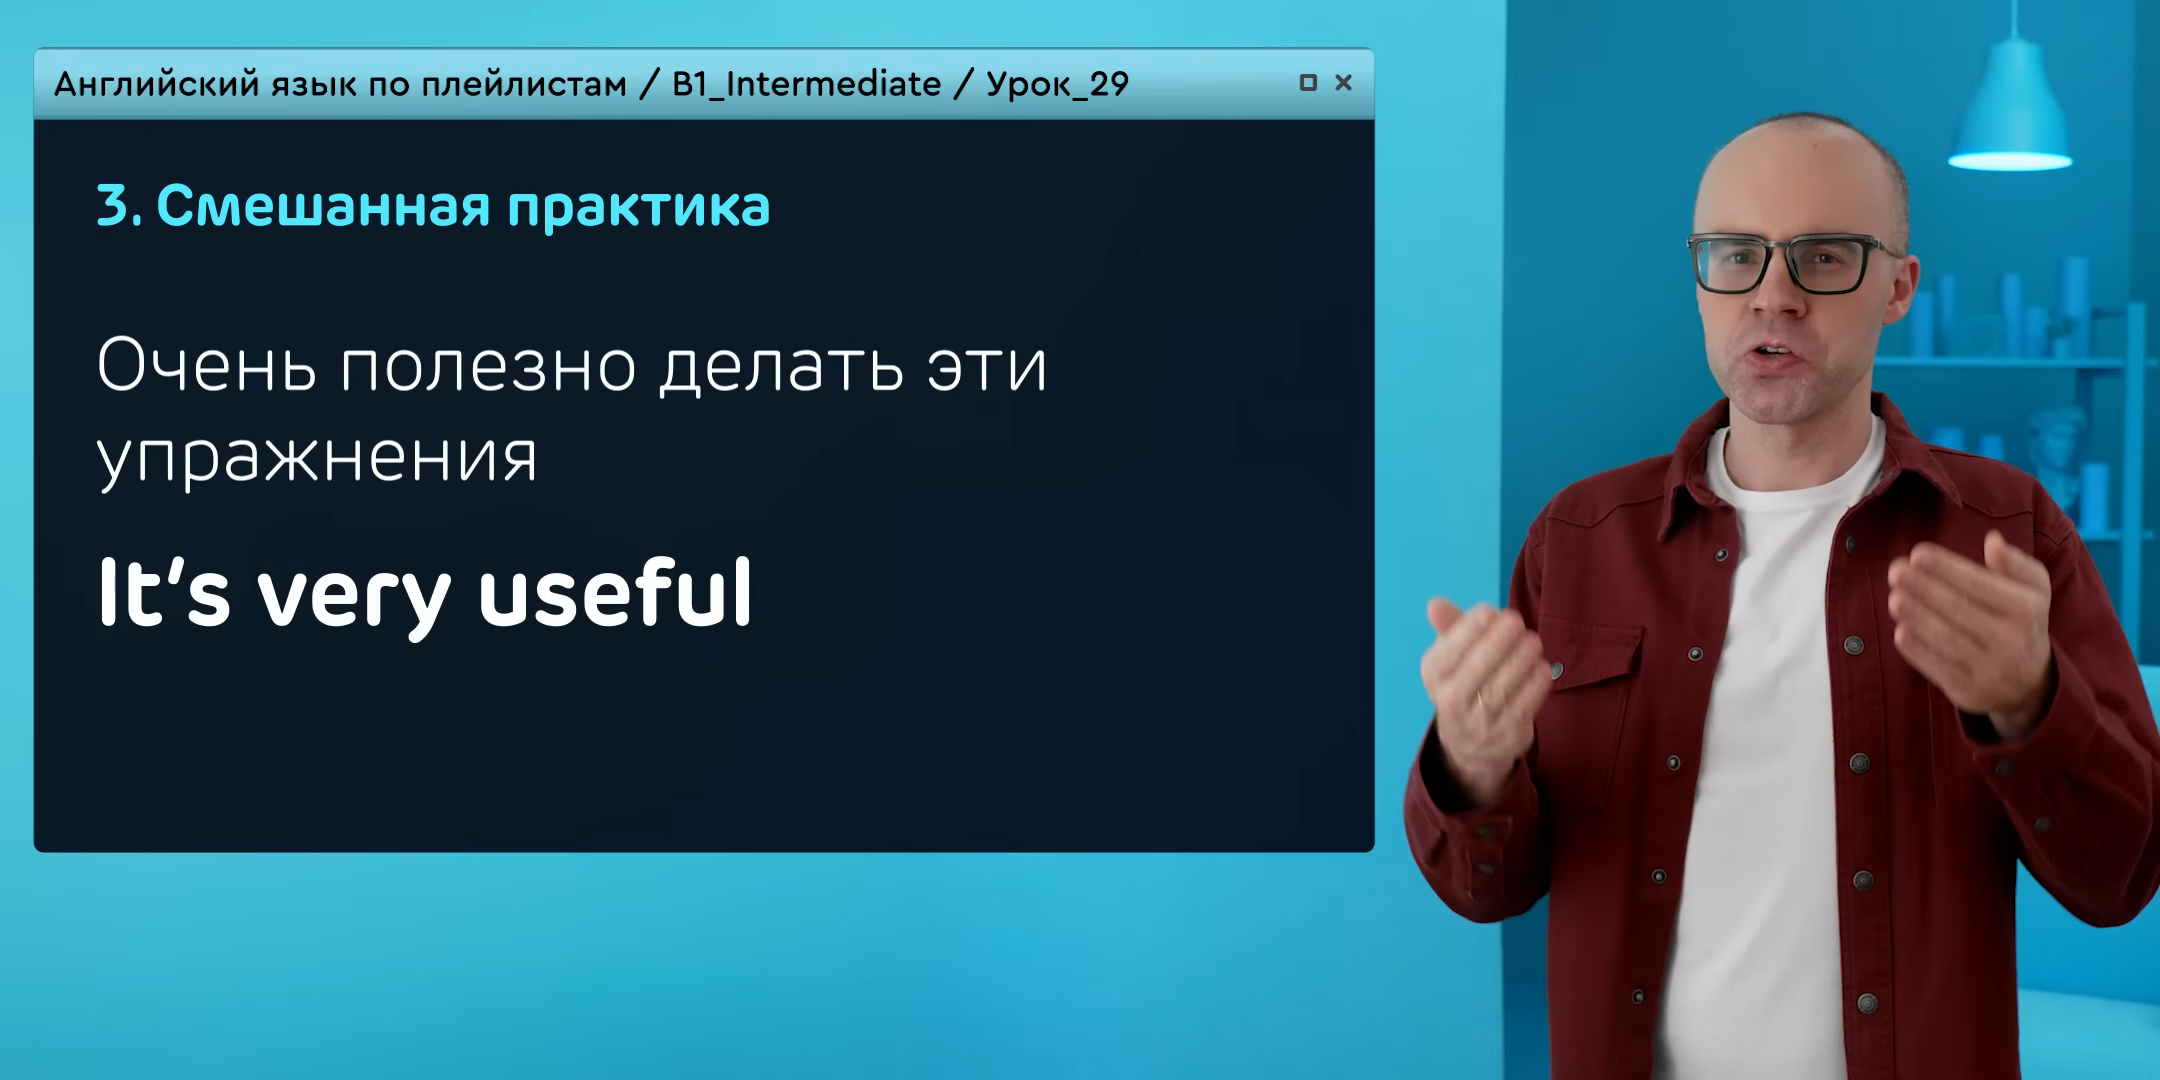 Английский язык по плейлистам / B1_Intermediate / Урок_29
3. Смешанная практика
Очень полезно делать эти
упражнения
It’s very useful